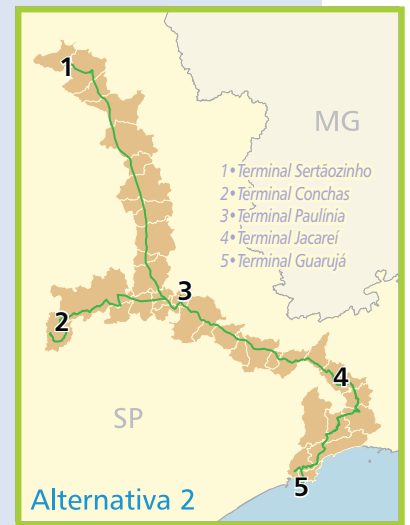 1
MG
1•Terminal Sertãozinho
2•Terminal Conchas
3•Terminal Paulínia
4•Terminal Jacareí
5•Terminal Guarujá
3
2
4
SP
5
Alternativa 2